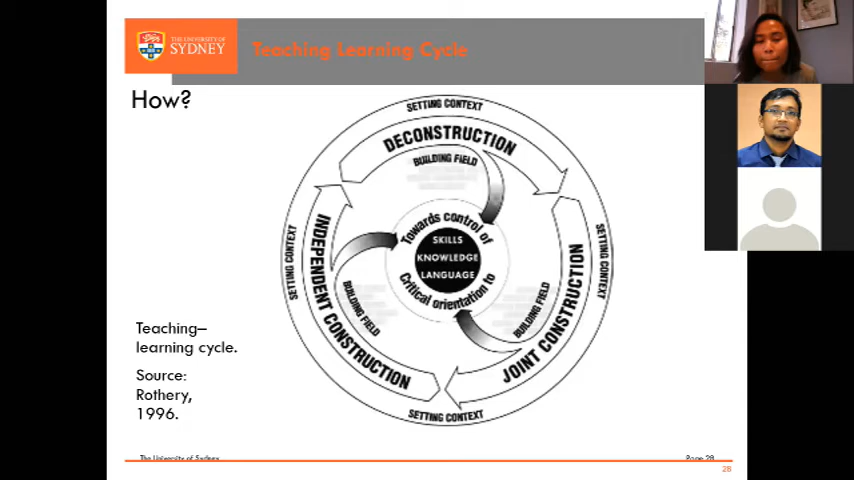 THE UNIVERSITY OF
SYDNEY
Teaching Learning Cycle
How?
SETTING CONTEXT
DECONSTRUCTION
BUILDING FIELD
Towards control of
SKILLS
KNOWLEDGE
LANGUAGE
Critical orientation to
INDEPENDENT CONSTRUCTION
BUILDING FIELD
SETTING CONTEXT
JOINT CONSTRUCTION
BUILDING FIELD
SETTING CONTEXT
SETTING CONTEXT
Teaching–
learning cycle.
Source:
Rothery,
1996.
The University of Sydney
Page 28
28